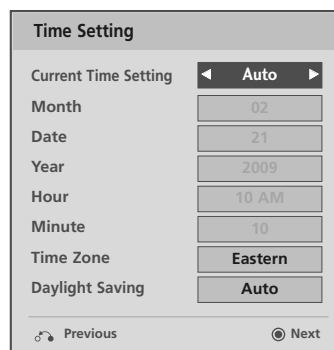 Time Setting
Current Time Setting ◀ Auto ▶
Month 02
Date 21
Year 2009
Hour 10 AM
Minute 10
Time Zone Eastern
Daylight Saving Auto
Previous Next